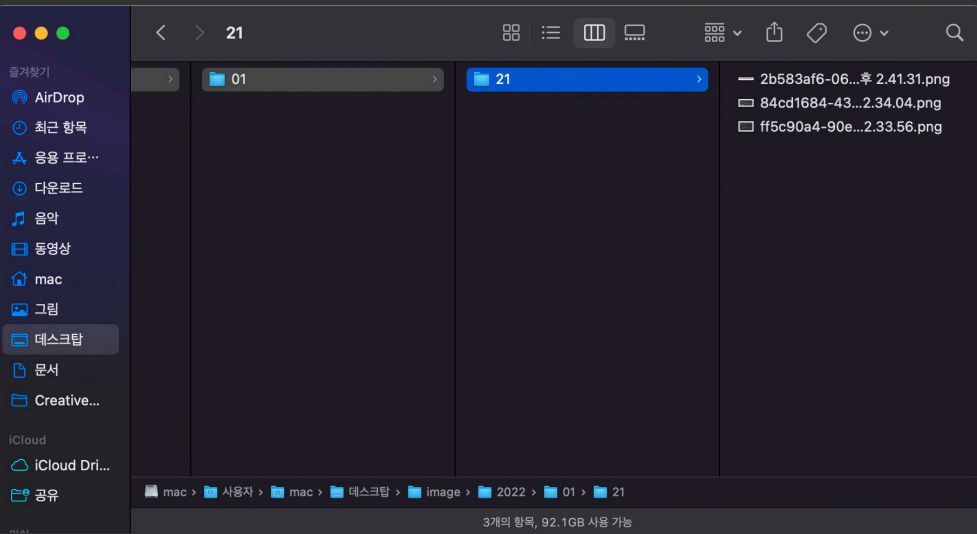 21
즐겨찾기
AirDrop
최근 항목
응용 프로…
다운로드
음악
동영상
mac
그림
데스크탑
문서
Creative...
iCloud
iCloud Dri...
공유
01
21
2b583af6-06...후 2.41.31.png
84cd1684-43...2.34.04.png
ff5c90a4-90e...2.33.56.png
mac › 사용자 › mac › 데스크탑 › image › 2022 › 01 › 21
3개의 항목, 92.1GB 사용 가능